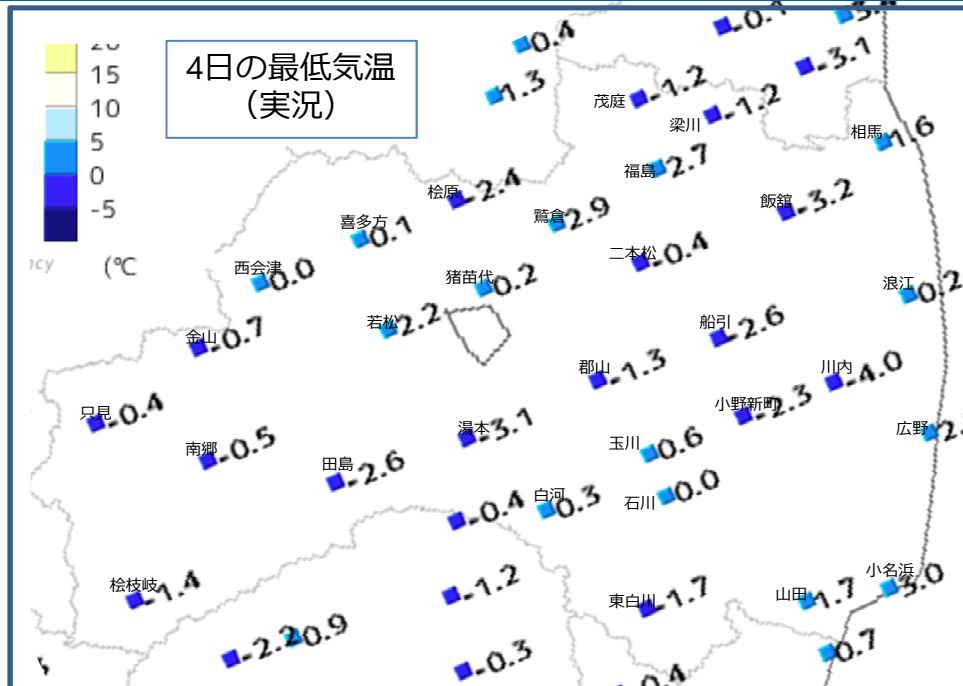 4日の最低気温
(実況)
20
15
10
5
0
-5
(℃
0.4
-0.1
-3.1
1.3
茂庭
-1.2
梁川
-1.2
相馬
1.6
福島
2.7
桧原
-2.4
鷲倉
2.9
飯舘
-3.2
喜多方
0.1
二本松
-0.4
西会津
0.0
猪苗代
0.2
浪江
0.2
若松
2.2
船引
-2.6
金山
-0.7
郡山
-1.3
川内
-4.0
只見
-0.4
小野新町
-2.3
湯本
-3.1
広野
2.
南郷
-0.5
玉川
0.6
田島
-2.6
白河
0.3
石川
0.0
-0.4
桧枝岐
-1.4
-1.2
東白川
-1.7
山田
1.7
小名浜
3.0
-2.2
0.9
-0.3
0.7